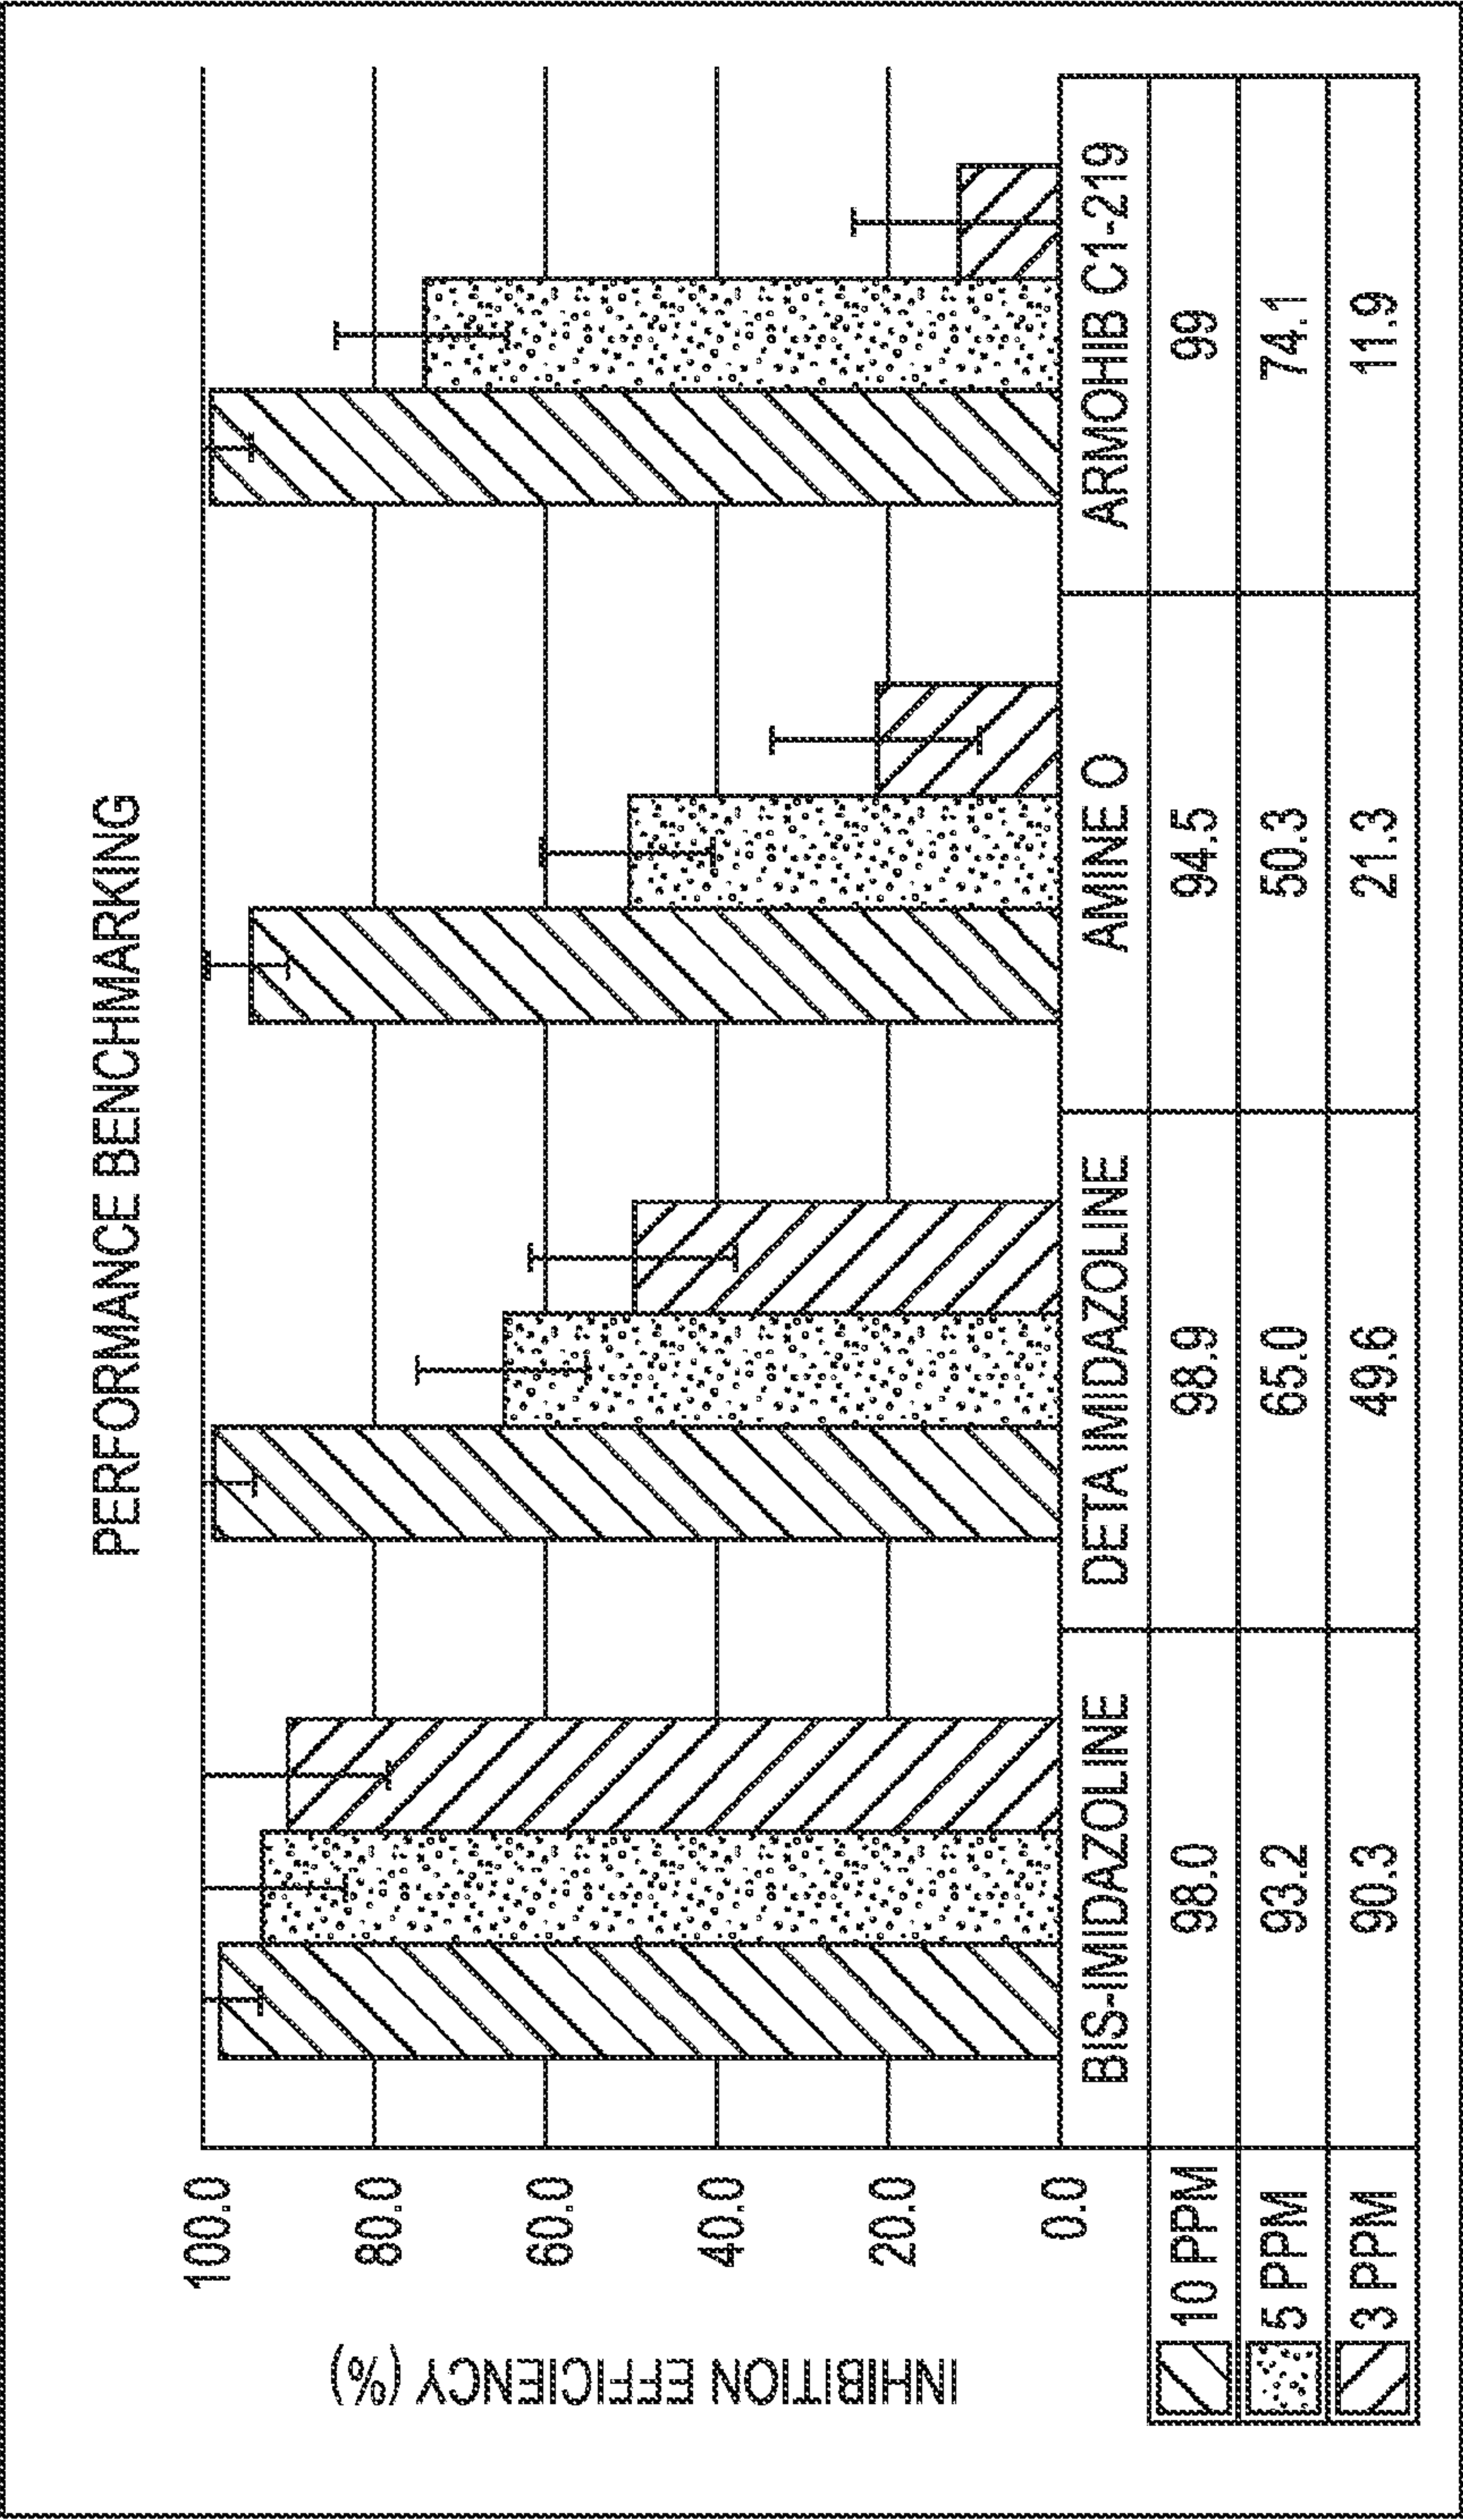 PERFORMANCE BENCHMARKING
INHIBITION EFFICIENCY (%)
100.0
80.0
60.0
40.0
20.0
0.0
BIS-IMIDAZOLINE DETA IMIDAZOLINE AMINE O ARMOHIB C1-219
10 PPM 98.0 98.9 94.5 99
5 PPM 93.2 65.0 50.3 74.1
3 PPM 90.3 49.6 21.3 11.9